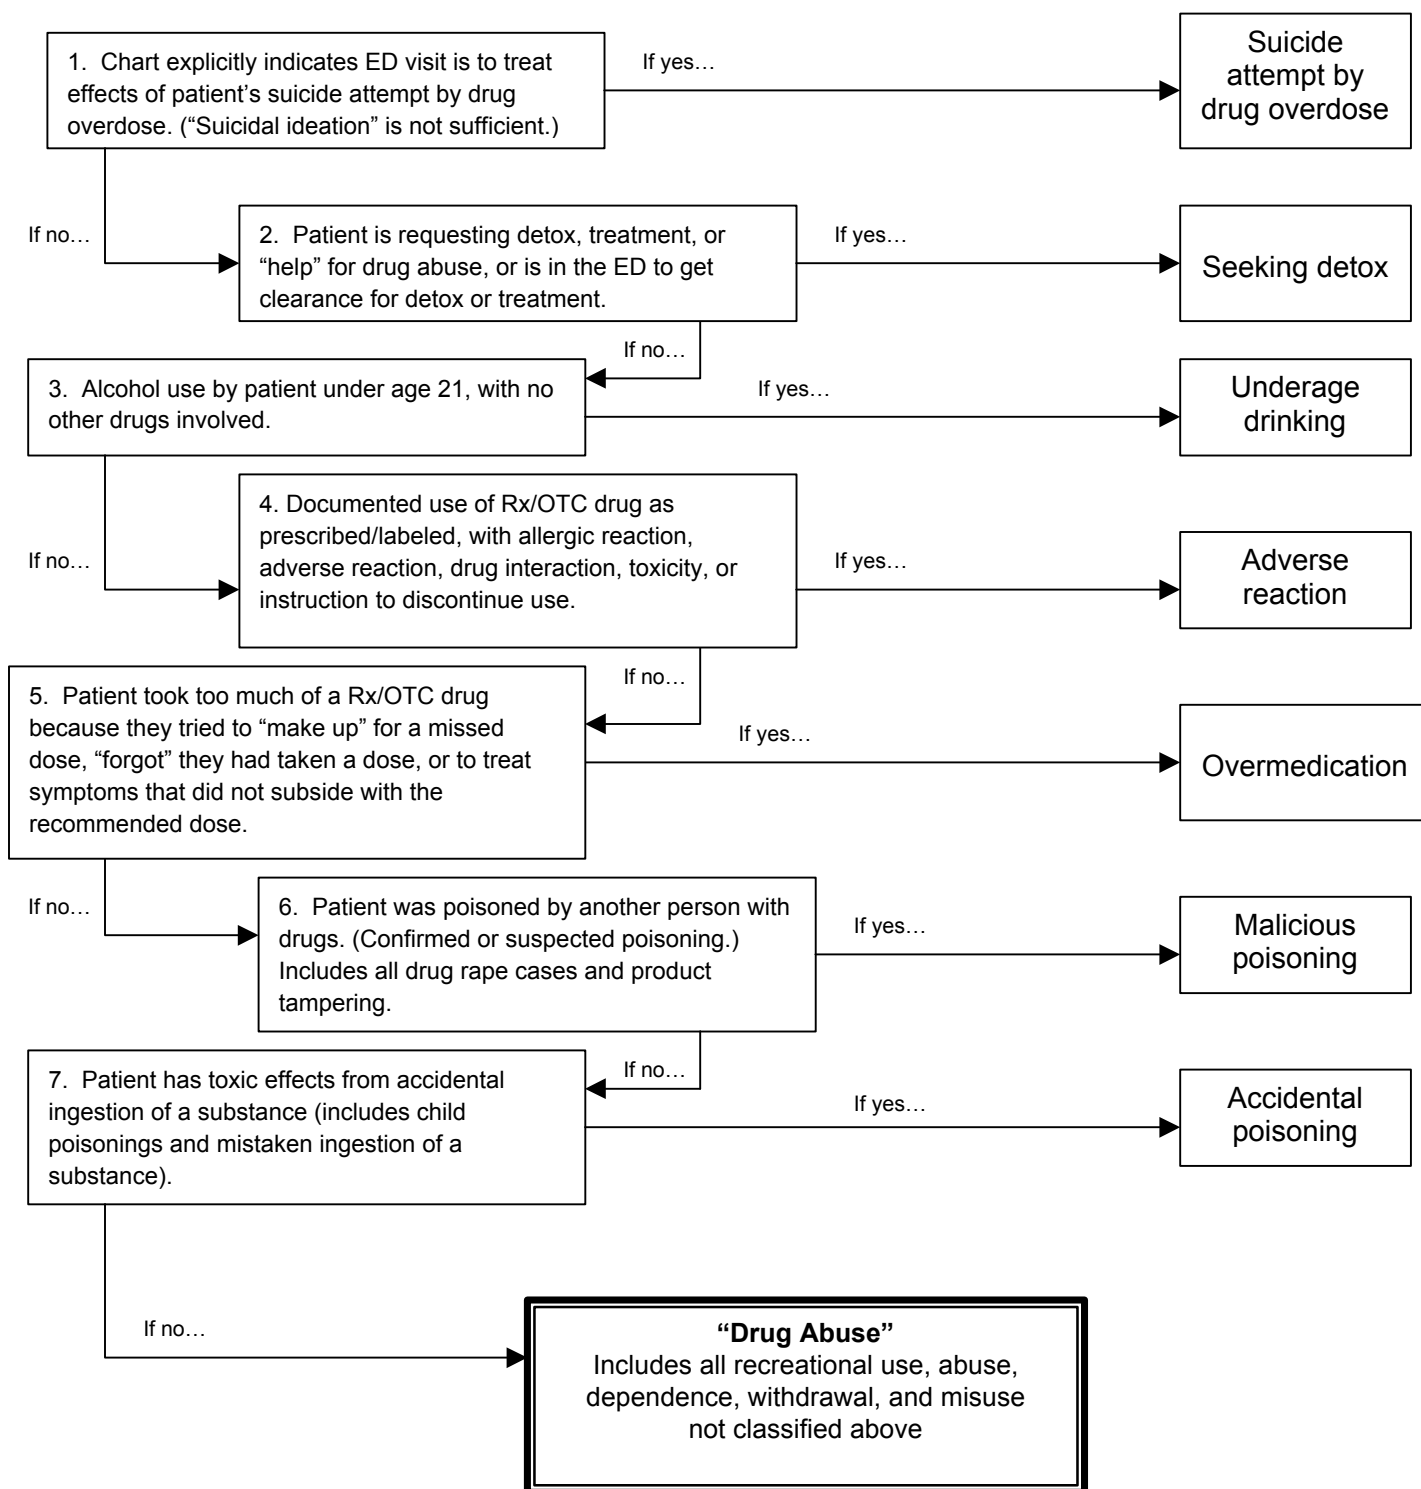 1. Chart explicitly indicates ED visit is to treat
effects of patient’s suicide attempt by drug
overdose. (“Suicidal ideation” is not sufficient.)
If yes…
Suicide
attempt by
drug overdose
If no…
2. Patient is requesting detox, treatment, or
“help” for drug abuse, or is in the ED to get
clearance for detox or treatment.
If yes…
Seeking detox
If no…
3. Alcohol use by patient under age 21, with no
other drugs involved.
If yes…
Underage
drinking
If no…
4. Documented use of Rx/OTC drug as
prescribed/labeled, with allergic reaction,
adverse reaction, drug interaction, toxicity, or
instruction to discontinue use.
If yes…
Adverse
reaction
If no…
5. Patient took too much of a Rx/OTC drug
because they tried to “make up” for a missed
dose, “forgot” they had taken a dose, or to treat
symptoms that did not subside with the
recommended dose.
If yes…
Overmedication
If no…
6. Patient was poisoned by another person with
drugs. (Confirmed or suspected poisoning.)
Includes all drug rape cases and product
tampering.
If yes…
Malicious
poisoning
If no…
7. Patient has toxic effects from accidental
ingestion of a substance (includes child
poisonings and mistaken ingestion of a
substance).
If yes…
Accidental
poisoning
If no…
“Drug Abuse”
Includes all recreational use, abuse,
dependence, withdrawal, and misuse
not classified above